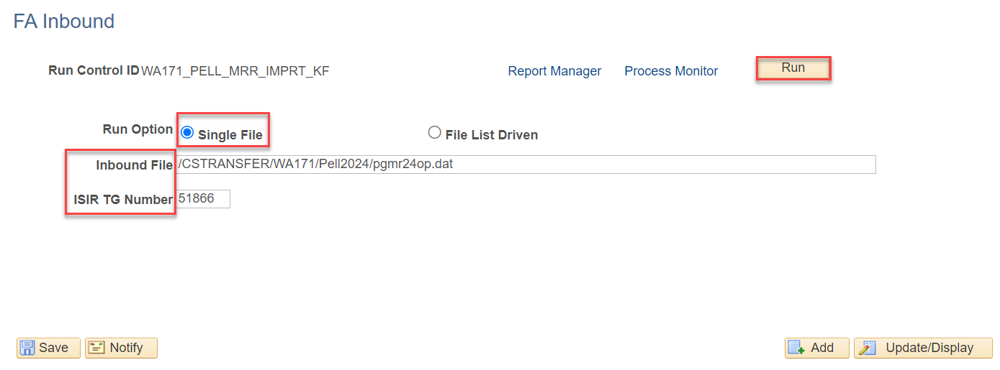 FA Inbound
Run Control ID WA171_PELL_MRR_IMPRT_KF Report Manager Process Monitor Run
Run Option Single File File List Driven
Inbound File /CSTRANSFER/WA171/Pell2024/pgmr24op.dat
ISIR TG Number 51866
Save Notify Add Update/Display